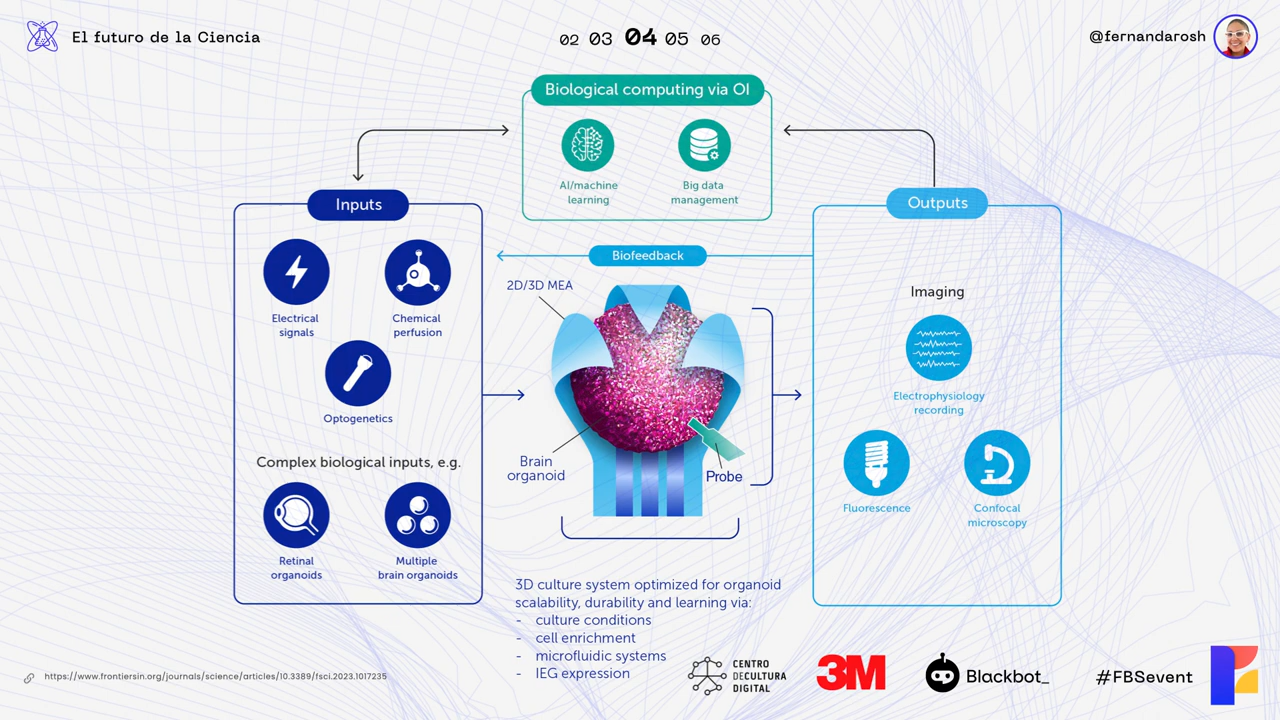 El futuro de la Ciencia
02 03 04 05 06
@fernandarosh
Biological computing via OI
AI/machine
learning
Big data
management
Inputs
Electrical
signals
Chemical
perfusion
Optogenetics
Complex biological inputs, e.g.
Retinal
organoids
Multiple
brain organoids
Biofeedback
2D/3D MEA
Brain
organoid
Probe
Outputs
Imaging
Electrophysiology
recording
Fluorescence
Confocal
microscopy
3D culture system optimized for organoid
scalability, durability and learning via:
- culture conditions
- cell enrichment
- microfluidic systems
- IEG expression
https://www.frontiersin.org/journals/science/articles/10.3389/fsci.2023.1017235
CENTRO
DECULTURA
DIGITAL
3M
Blackbot_
#FBSevent